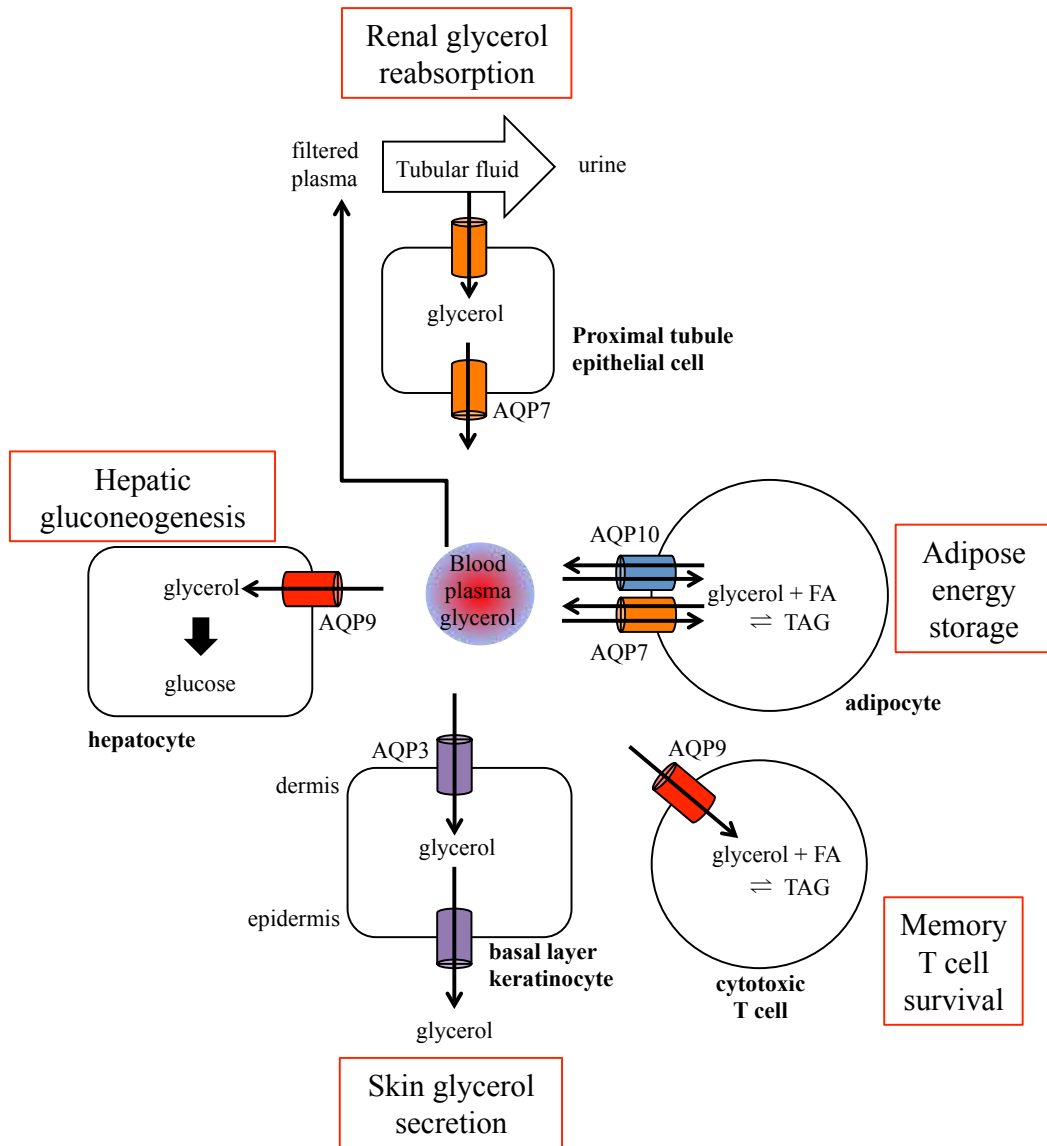 Renal glycerol
reabsorption
filtered
plasma
Tubular fluid
urine
glycerol
Proximal tubule
epithelial cell
AQP7
Hepatic
gluconeogenesis
glycerol
AQP9
glucose
hepatocyte
Blood
plasma
glycerol
AQP10
glycerol + FA
⇌ TAG
AQP7
adipocyte
Adipose
energy
storage
AQP3
dermis
glycerol
epidermis
basal layer
keratinocyte
glycerol
Skin glycerol
secretion
AQP9
glycerol + FA
⇌ TAG
cytotoxic
T cell
Memory
T cell
survival